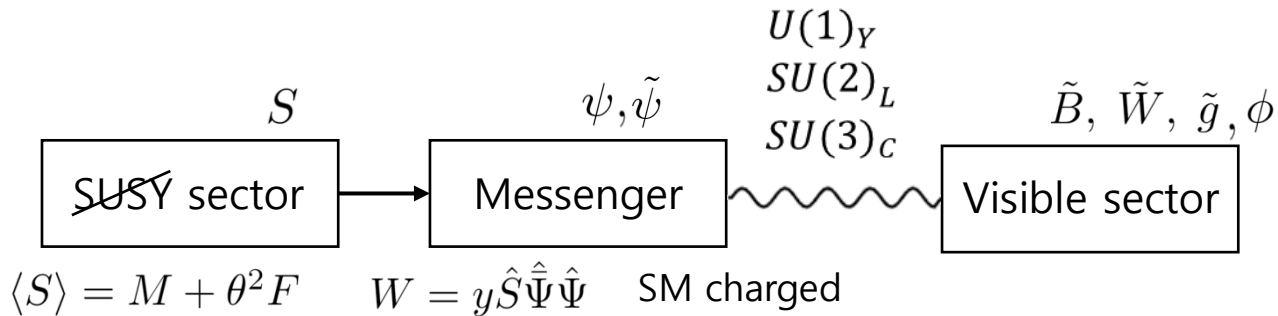 U(1)_Y
SU(2)_L
SU(3)_C
S
ψ,ψ̃
B̃, W̃, g̃,ϕ
SUSY sector
Messenger
Visible sector
⟨S⟩ = M + θ²F
W = yŜΨ̄̂Ψ̂
SM charged